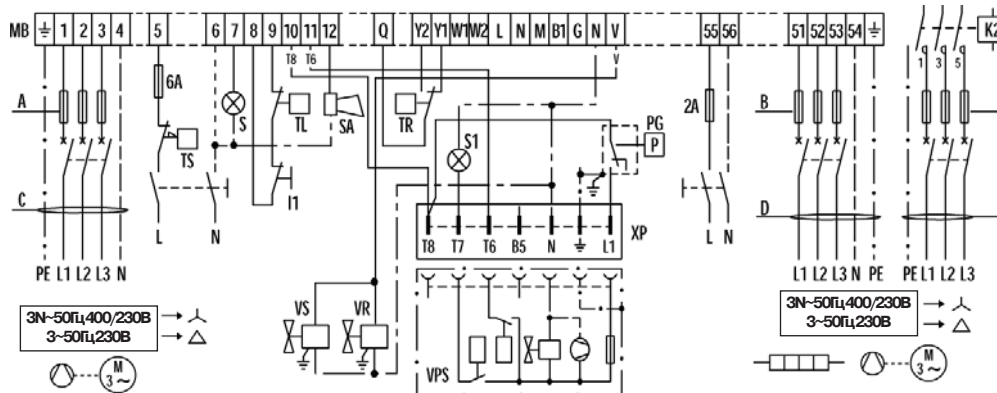 MB ⏚ 1 2 3 4 5 6 7 8 9 10 11 12 Q Y2 Y1 W1 W2 L N M B1 G N V 55 56 51 52 53 54 ⏚
K2
T8 T6 V
1 3 5
A 6A S TL SA TR S1 2A B
PG
P
TS
I1
C D
L N
T8 T7 T6 B5 N ⏚ L1 XP
L N
PE L1 L2 L3 N
L1 L2 L3 N PE
PE L1 L2 L3
3N~50Гц400/230В
3~50Гц230В
VS VR
VPS
3N~50Гц400/230В
3~50Гц230В
M
3~
M
3~